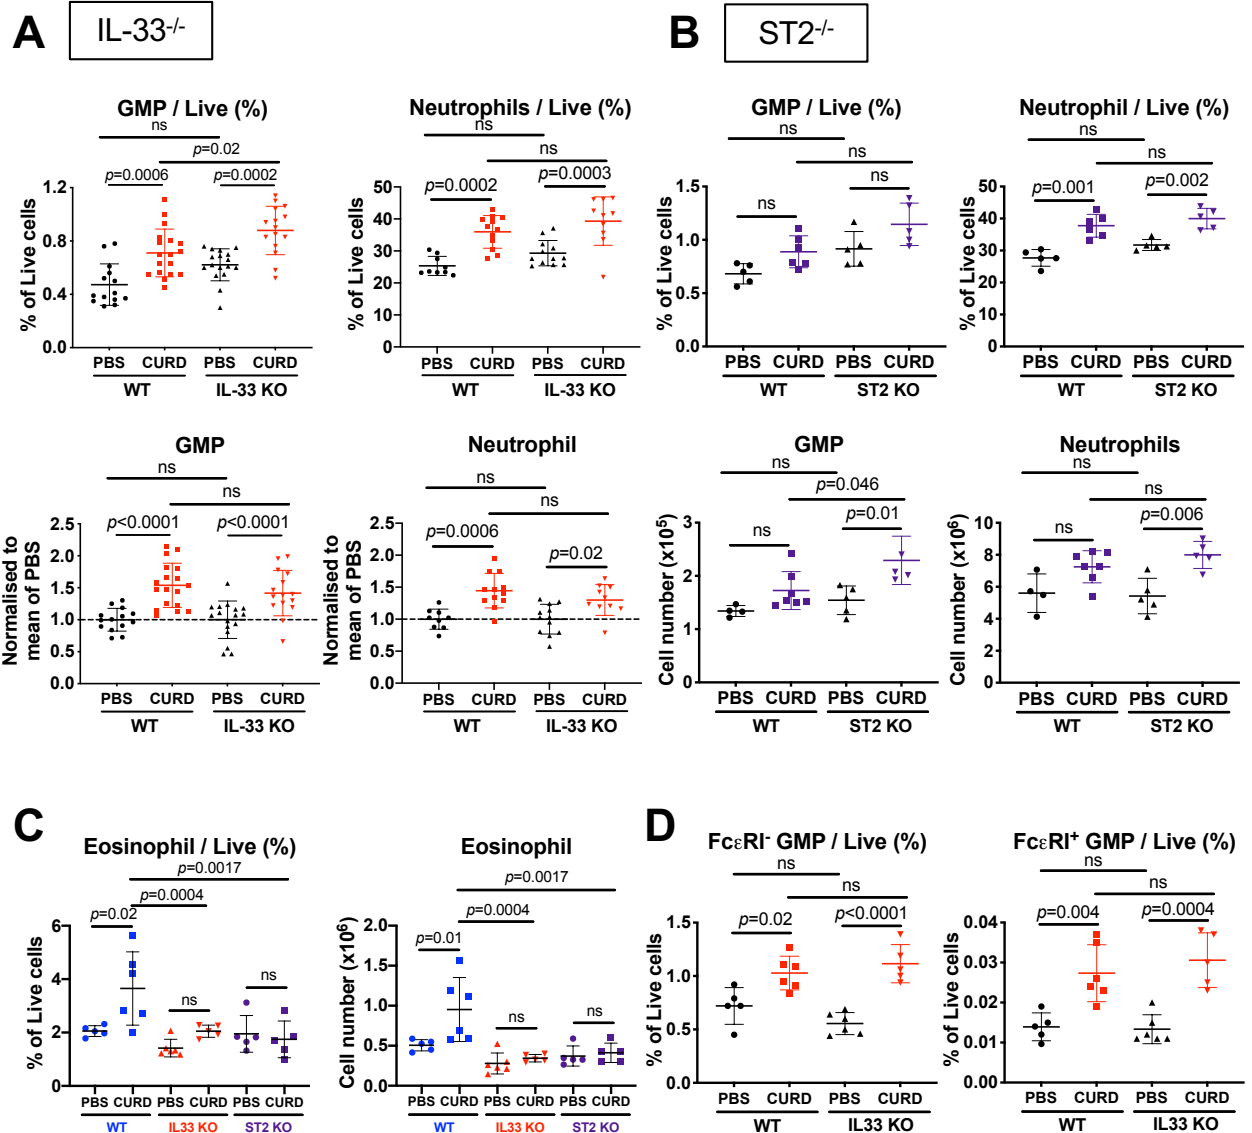 A
IL-33-/-
B
ST2-/-
GMP / Live (%)
ns
p=0.02
p=0.0006
p=0.0002
1.2
0.8
0.4
0.0
% of Live cells
PBS CURD PBS CURD
WT IL-33 KO
Neutrophils / Live (%)
ns
ns
p=0.0002
p=0.0003
50
40
30
20
10
0
% of Live cells
PBS CURD PBS CURD
WT IL-33 KO
GMP / Live (%)
ns
ns
ns
ns
1.5
1.0
0.5
0.0
% of Live cells
PBS CURD PBS CURD
WT ST2 KO
Neutrophil / Live (%)
ns
ns
p=0.001
p=0.002
50
40
30
20
10
0
% of Live cells
PBS CURD PBS CURD
WT ST2 KO
GMP
ns
ns
p<0.0001
p<0.0001
2.5
2.0
1.5
1.0
0.5
0.0
Normalised to
mean of PBS
PBS CURD PBS CURD
WT IL-33 KO
Neutrophil
ns
ns
p=0.0006
p=0.02
2.5
2.0
1.5
1.0
0.5
0.0
Normalised to
mean of PBS
PBS CURD PBS CURD
WT IL-33 KO
GMP
ns
p=0.046
ns
p=0.01
3
2
1
0
Cell number (x10⁵)
PBS CURD PBS CURD
WT ST2 KO
Neutrophils
ns
ns
ns
p=0.006
10
8
6
4
2
0
Cell number (x10⁶)
PBS CURD PBS CURD
WT ST2 KO
C
Eosinophil / Live (%)
p=0.0017
p=0.0004
p=0.02
ns
ns
6
4
2
0
% of Live cells
PBS CURD PBS CURD PBS CURD
WT IL33 KO ST2 KO
Eosinophil
p=0.0017
p=0.0004
p=0.01
ns
ns
2.0
1.5
1.0
0.5
0.0
Cell number (x10⁶)
PBS CURD PBS CURD PBS CURD
WT IL33 KO ST2 KO
D
FcεRI⁻ GMP / Live (%)
ns
ns
p=0.02
p<0.0001
1.5
1.0
0.5
0.0
% of Live cells
PBS CURD PBS CURD
WT IL33 KO
FcεRI⁺ GMP / Live (%)
ns
ns
p=0.004
p=0.0004
0.04
0.03
0.02
0.01
0.00
% of Live cells
PBS CURD PBS CURD
WT IL33 KO